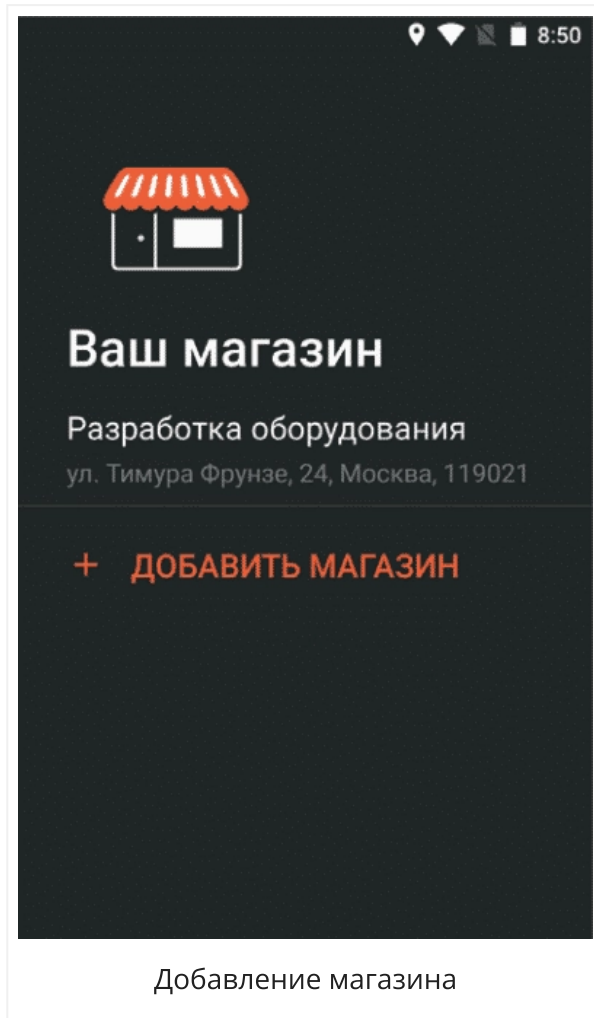 8:50
Ваш магазин
Разработка оборудования
ул. Тимура Фрунзе, 24, Москва, 119021
+ ДОБАВИТЬ МАГАЗИН
Добавление магазина